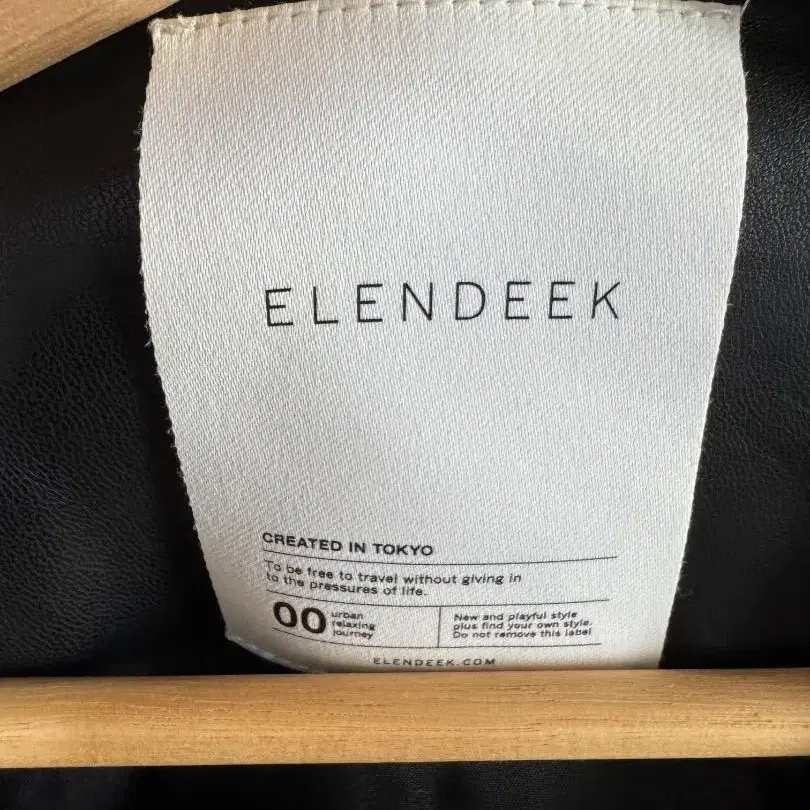 ELENDEEK
CREATED IN TOKYO
To be free to travel without giving in
to the pressures of life.
00
urban
relaxing
journey
New and playful style
plus find your own style.
Do not remove this label
ELENDEEK.COM